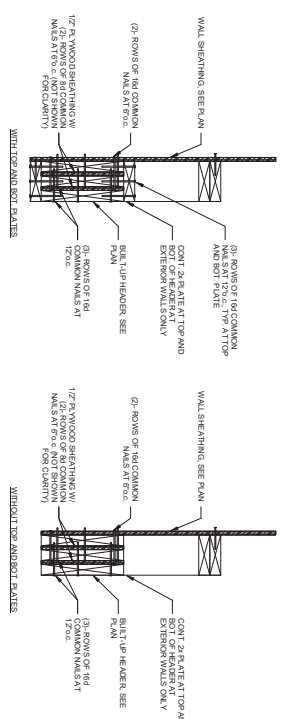 WALL SHEATHING, SEE PLAN
(2)- ROWS OF 16d COMMON
NAILS AT 6"o.c.
1/2" PLYWOOD SHEATHING W/
(2)- ROWS OF 8d COMMON
NAILS AT 6"o.c. (NOT SHOWN
FOR CLARITY)
(3)- ROWS OF 16d COMMON
NAILS AT 12"o.c., TYP. AT TOP
AND BOT. PLATE
CONT. 2x PLATE AT TOP AND
BOT. OF HEADER AT
EXTERIOR WALLS ONLY
BUILT-UP HEADER, SEE
PLAN
(3)- ROWS OF 16d
COMMON NAILS AT
12"o.c.
WITH TOP AND BOT. PLATES
WALL SHEATHING, SEE PLAN
(2)- ROWS OF 16d COMMON
NAILS AT 6"o.c.
1/2" PLYWOOD SHEATHING W/
(2)- ROWS OF 8d COMMON
NAILS AT 6"o.c. (NOT SHOWN
FOR CLARITY)
CONT. 2x PLATE AT TOP
BOT. OF HEADER AT
EXTERIOR WALLS ONLY
BUILT-UP HEADER, SEE
PLAN
(3)- ROWS OF 16d
COMMON NAILS AT
12"o.c.
WITHOUT TOP AND BOT. PLATES